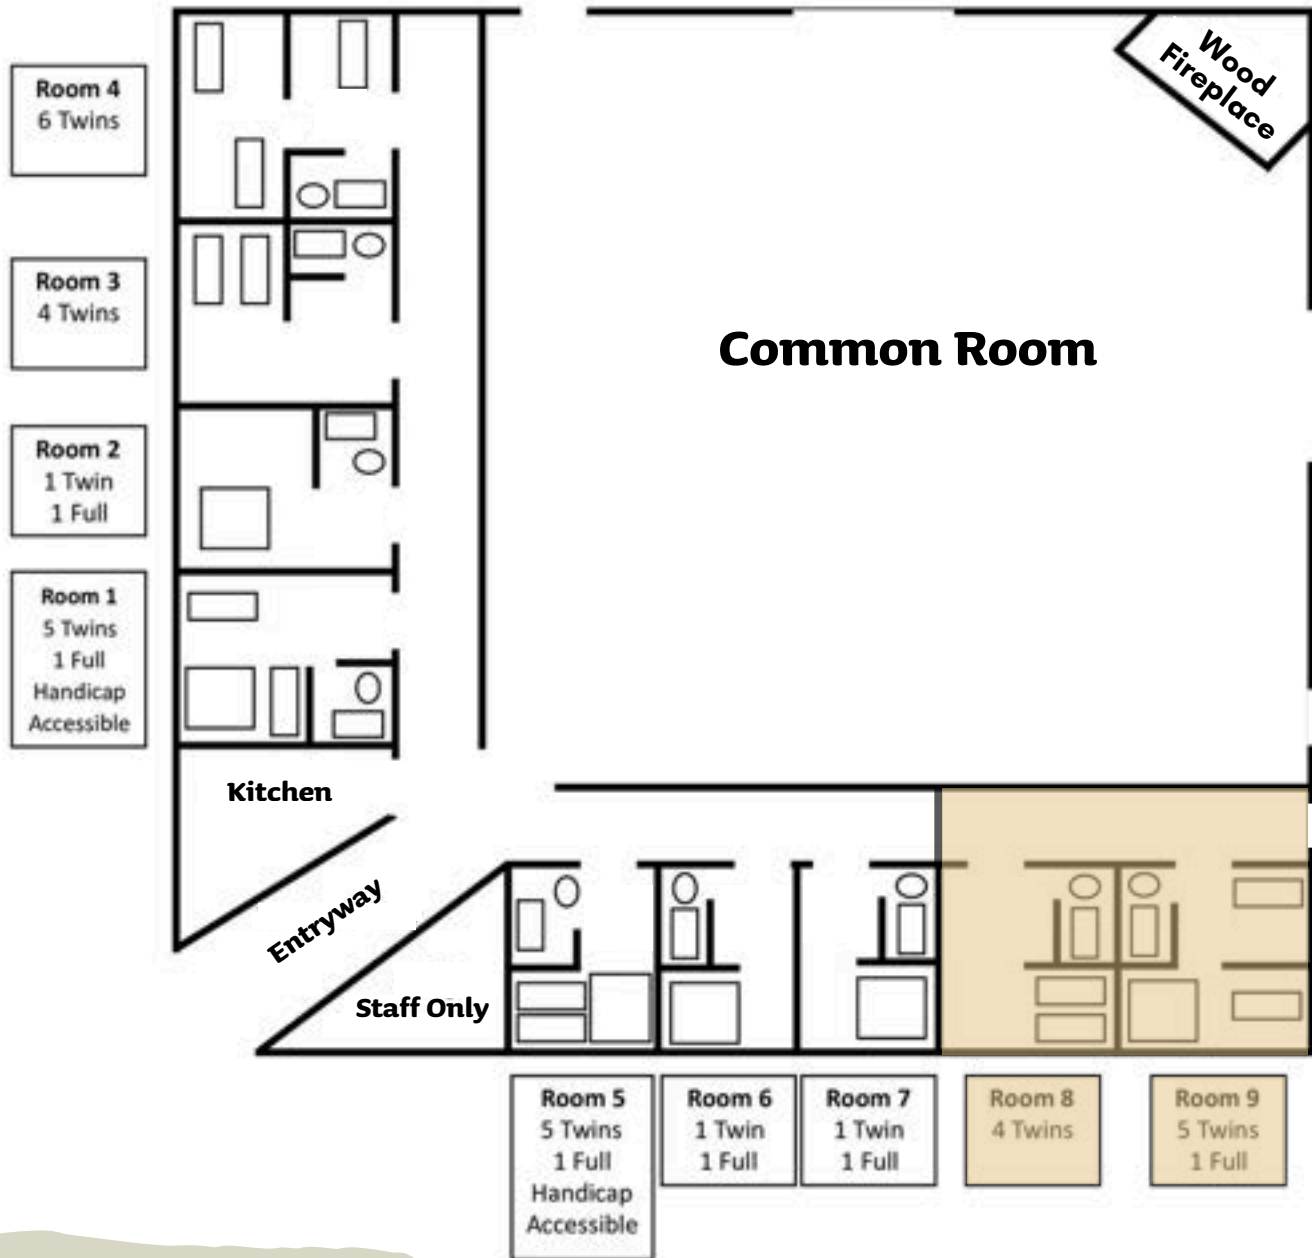 Wood
Fireplace
Room 4
6 Twins
Room 3
4 Twins
Common Room
Room 2
1 Twin
1 Full
Room 1
5 Twins
1 Full
Handicap
Accessible
Kitchen
Entryway
Staff Only
Room 5
5 Twins
1 Full
Handicap
Accessible
Room 6
1 Twin
1 Full
Room 7
1 Twin
1 Full
Room 8
4 Twins
Room 9
5 Twins
1 Full